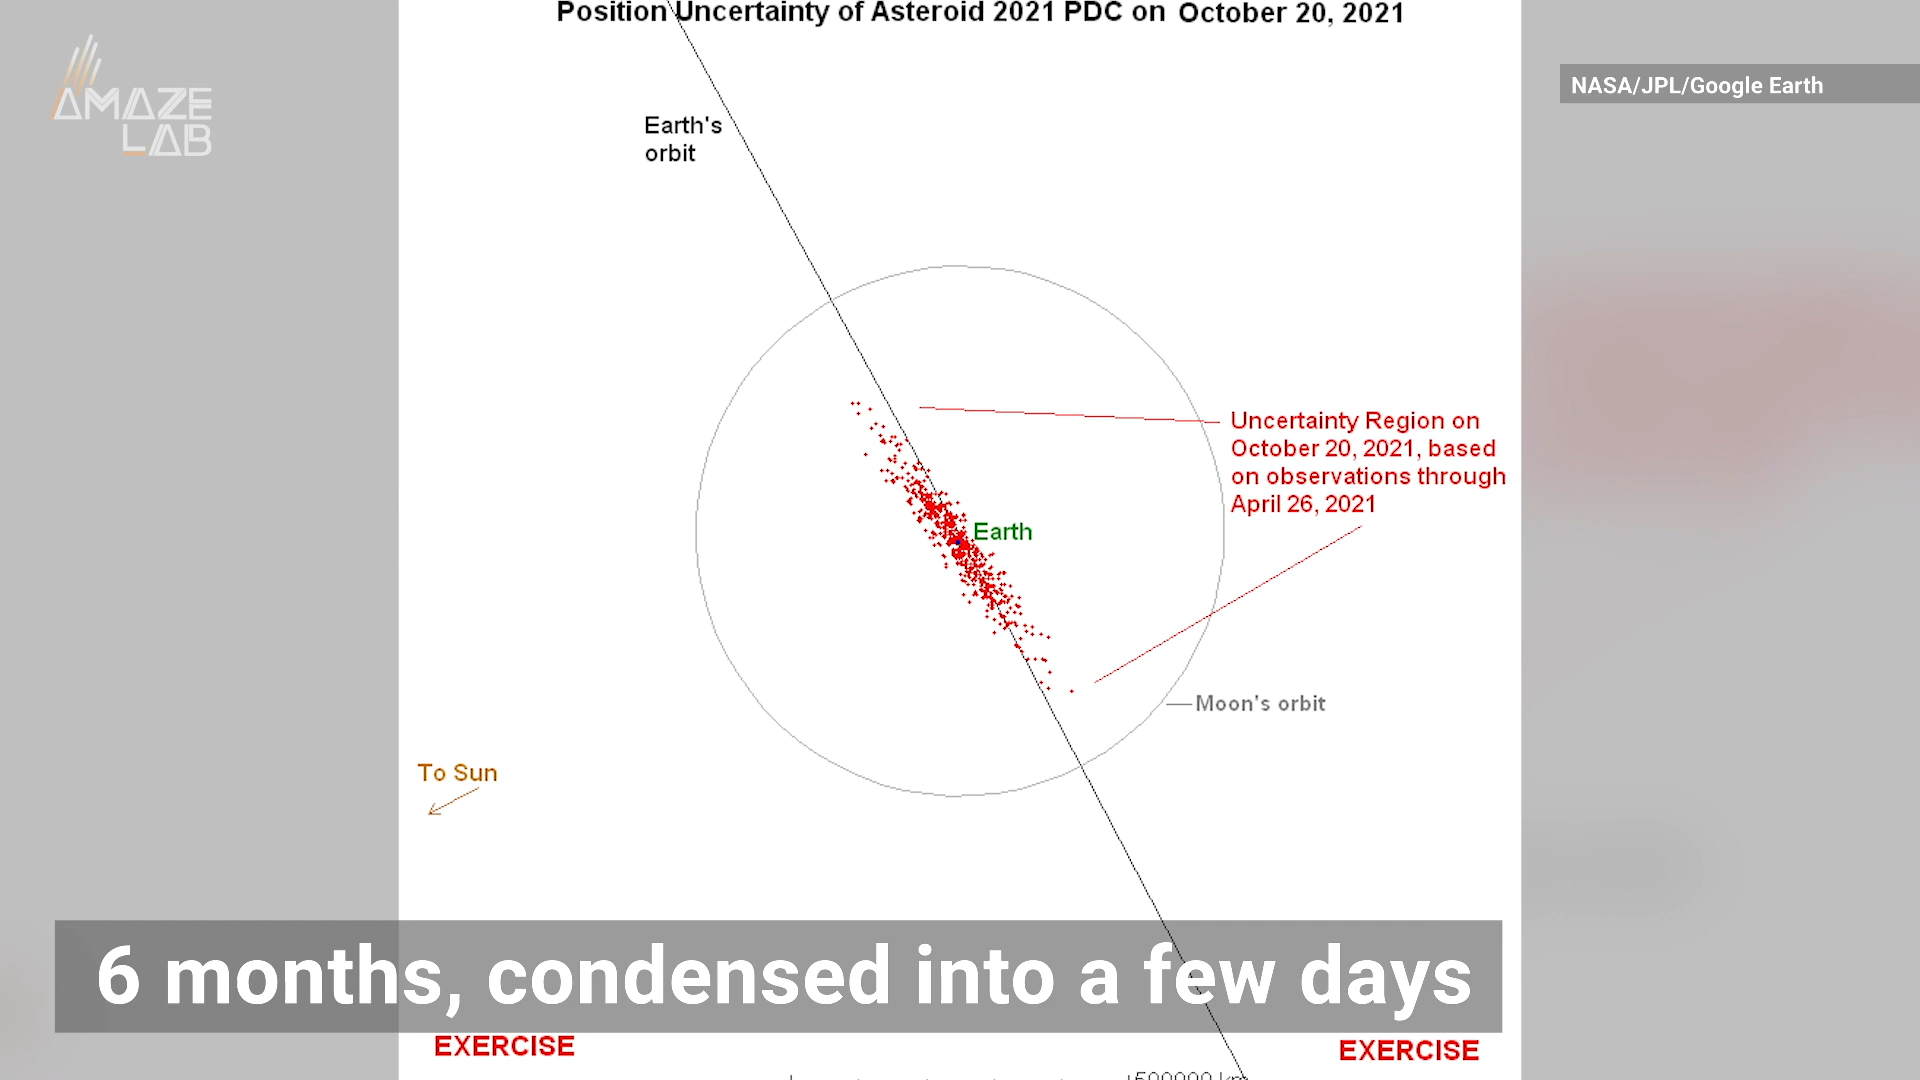 Position Uncertainty of Asteroid 2021 PDC on October 20, 2021
AMAZE
LAB
NASA/JPL/Google Earth
Earth's
orbit
Uncertainty Region on
October 20, 2021, based
on observations through
April 26, 2021
Earth
Moon's orbit
To Sun
6 months, condensed into a few days
EXERCISE
EXERCISE
500000 km